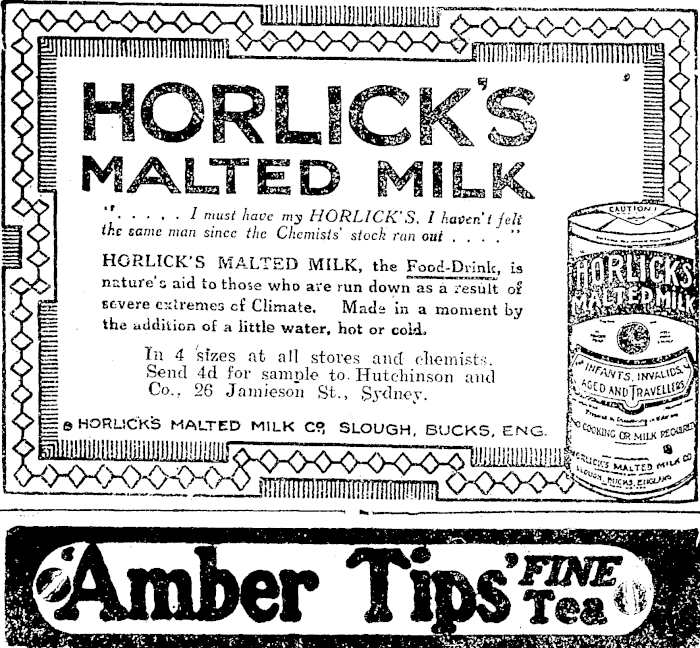 HORLICK'S
MALTED MILK
"..... I must have my HORLICK'S. I haven't felt
the same man since the Chemists' stock ran out ...."
HORLICK'S MALTED MILK, the Food-Drink, is
nature's aid to those who are run down as a result of
severe extremes of Climate. Made in a moment by
the addition of a little water, hot or cold.
In 4 sizes at all stores and chemists.
Send 4d for sample to Hutchinson and
Co., 26 Jamieson St., Sydney.
HORLICK'S MALTED MILK Co, SLOUGH, BUCKS, ENG.
CAUTION!
HORLICK'S
MALTED MILK
INFANTS, INVALIDS,
AGED AND TRAVELLERS
NO COOKING OR MILK REQUIRED
HORLICK'S MALTED MILK CO
SLOUGH, BUCKS, ENGLAND
'Amber Tips' FINE
Tea